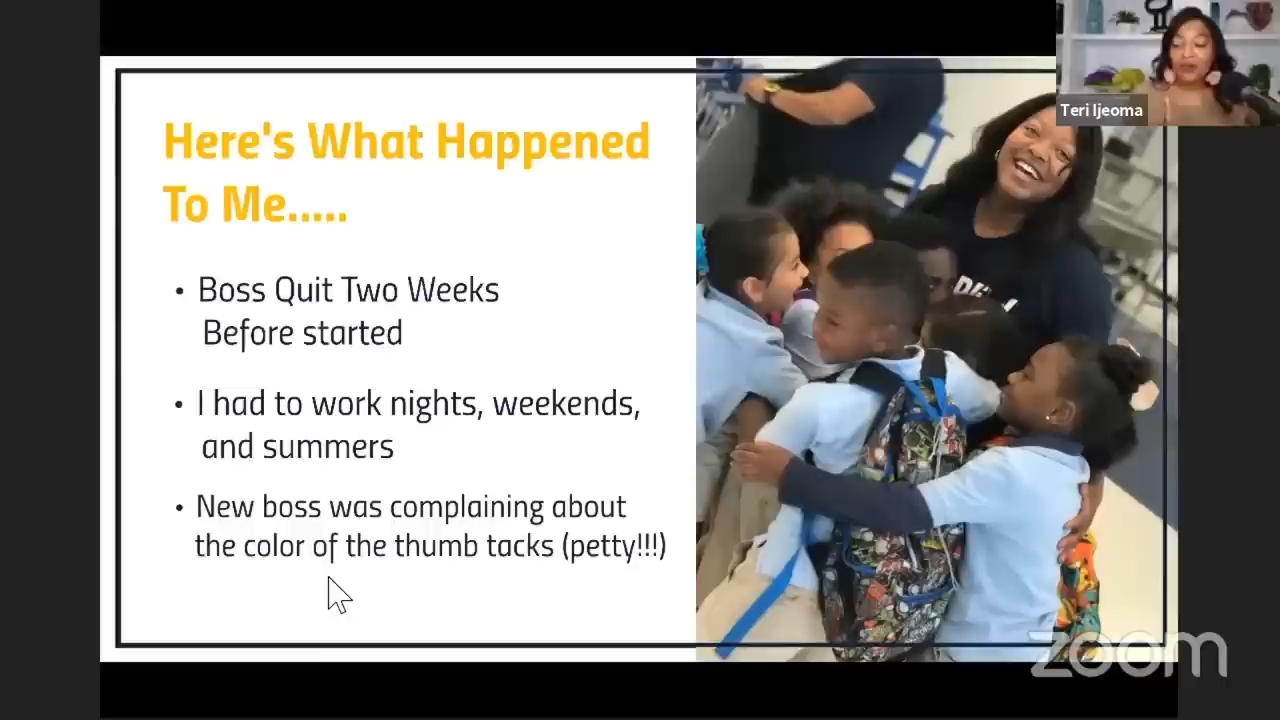 Teri Ijeoma
Here's What Happened
To Me.....
• Boss Quit Two Weeks
Before started
• I had to work nights, weekends,
and summers
• New boss was complaining about
the color of the thumb tacks (petty!!!)
zoom